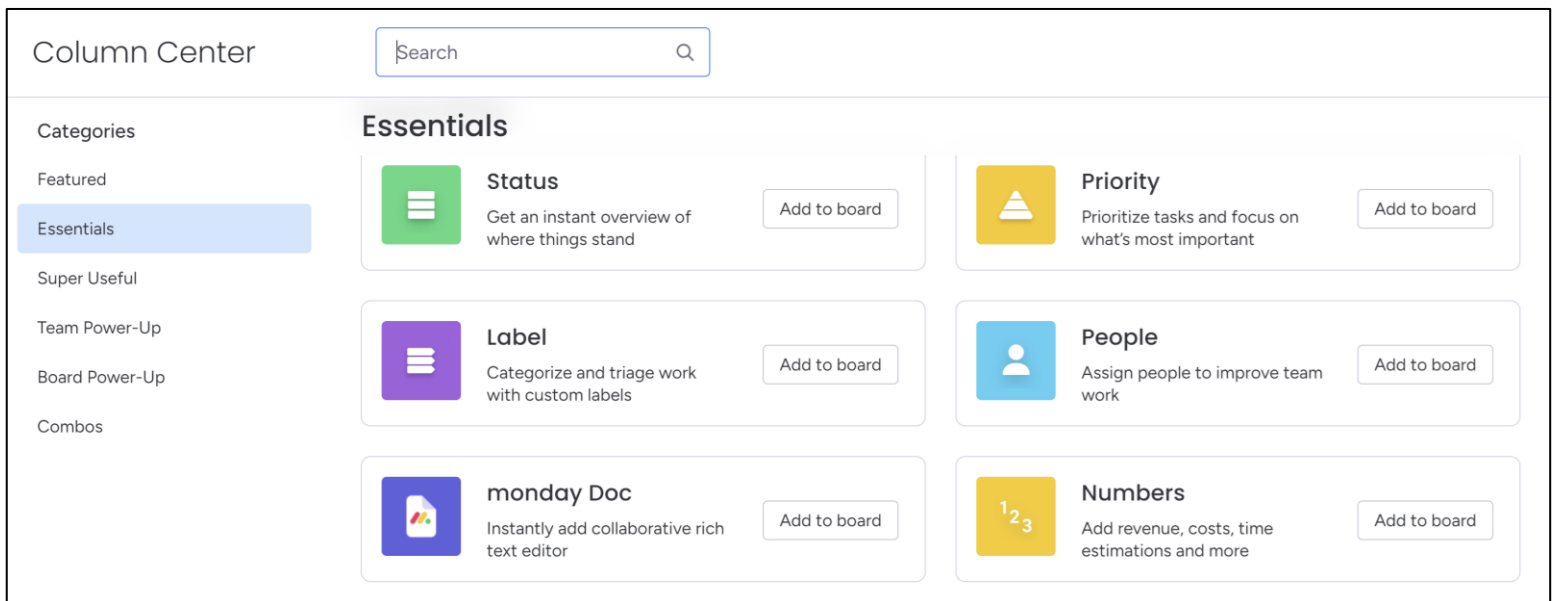 Column Center
Search
Categories
Featured
Essentials
Super Useful
Team Power-Up
Board Power-Up
Combos
Essentials
Status
Get an instant overview of
where things stand
Add to board
Priority
Prioritize tasks and focus on
what's most important
Add to board
Label
Categorize and triage work
with custom labels
Add to board
People
Assign people to improve team
work
Add to board
monday Doc
Instantly add collaborative rich
text editor
Add to board
1 2 3
Numbers
Add revenue, costs, time
estimations and more
Add to board